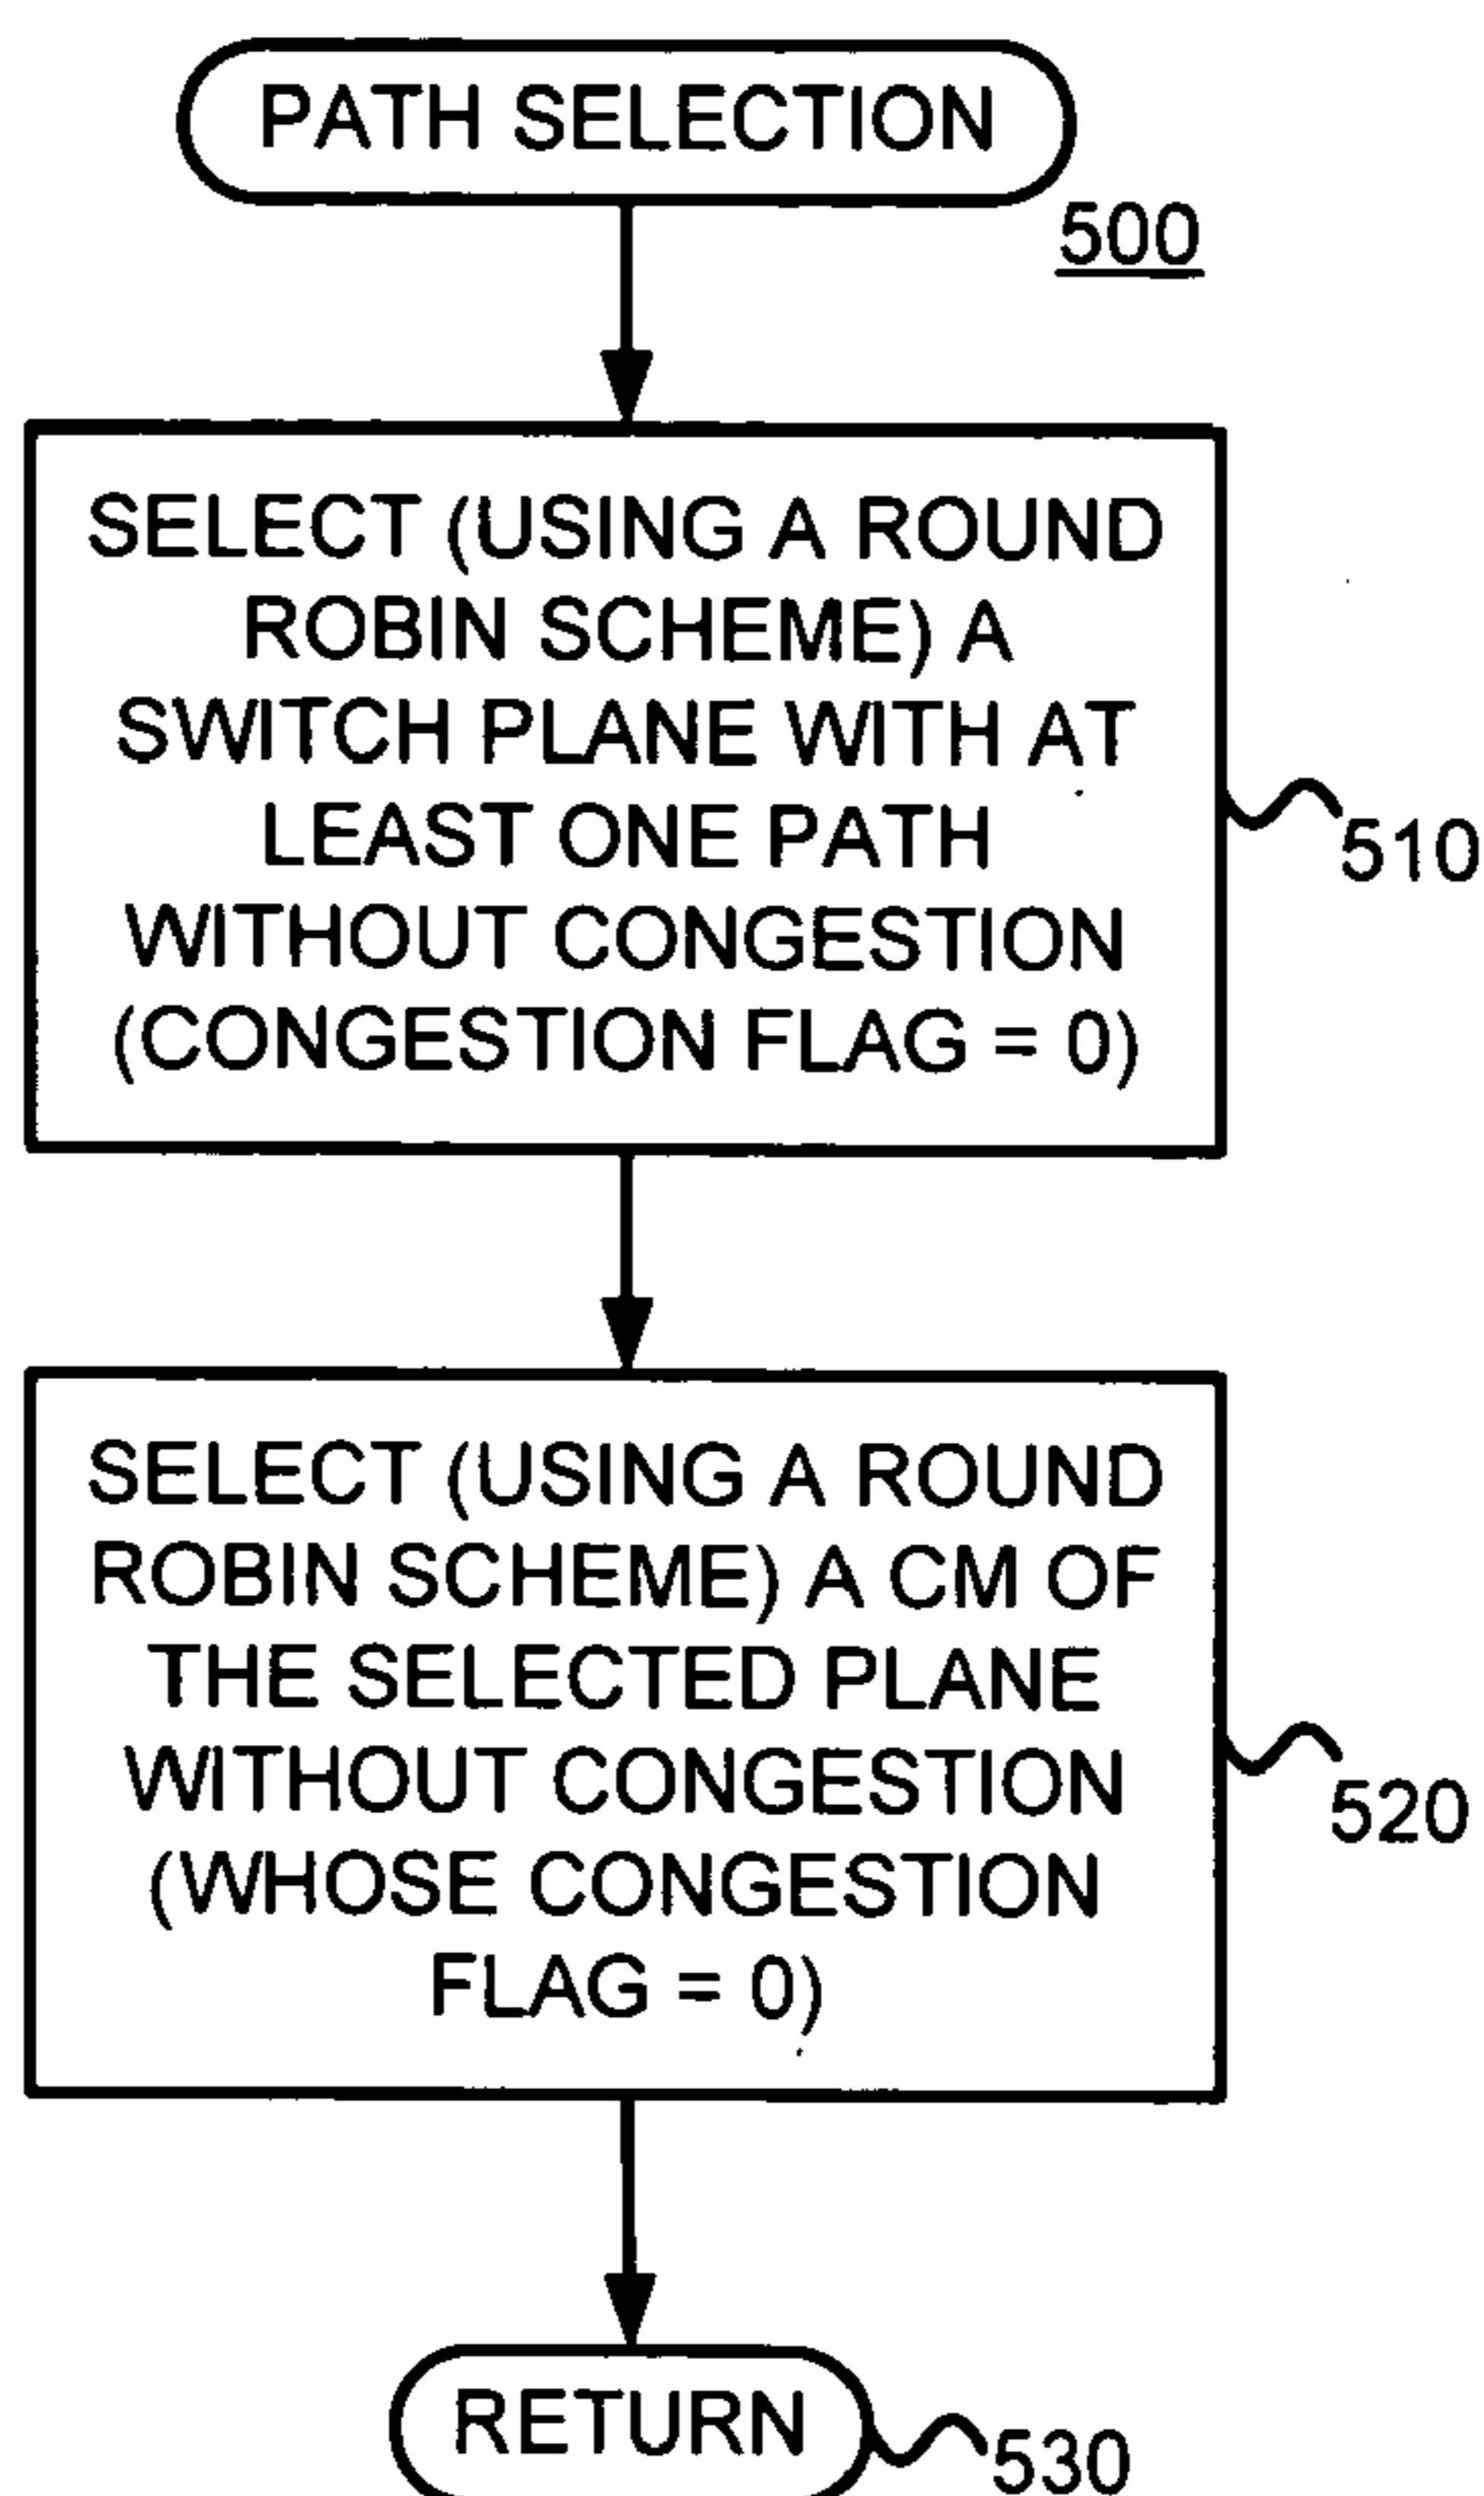 PATH SELECTION
500
SELECT (USING A ROUND
ROBIN SCHEME) A
SWITCH PLANE WITH AT
LEAST ONE PATH
WITHOUT CONGESTION
(CONGESTION FLAG = 0)
510
SELECT (USING A ROUND
ROBIN SCHEME) A CM OF
THE SELECTED PLANE
WITHOUT CONGESTION
(WHOSE CONGESTION
FLAG = 0)
520
RETURN
530